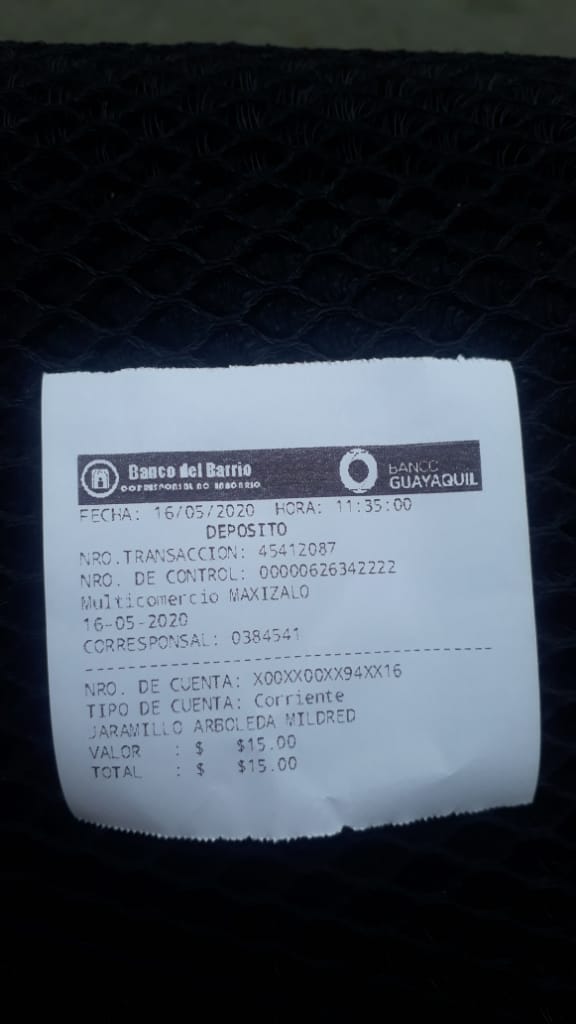 Banco del Barrio
CORRESPONSAL NO BANCARIO
BANCO
GUAYAQUIL
FECHA: 16/05/2020 HORA: 11:35:00
DEPOSITO
NRO.TRANSACCION: 45412087
NRO. DE CONTROL: 00000626342222
Multicomercio MAXIZALO
16-05-2020
CORRESPONSAL: 0384541
NRO. DE CUENTA: X00XX00XX94XX16
TIPO DE CUENTA: Corriente
JARAMILLO ARBOLEDA MILDRED
VALOR : $ $15.00
TOTAL : $ $15.00